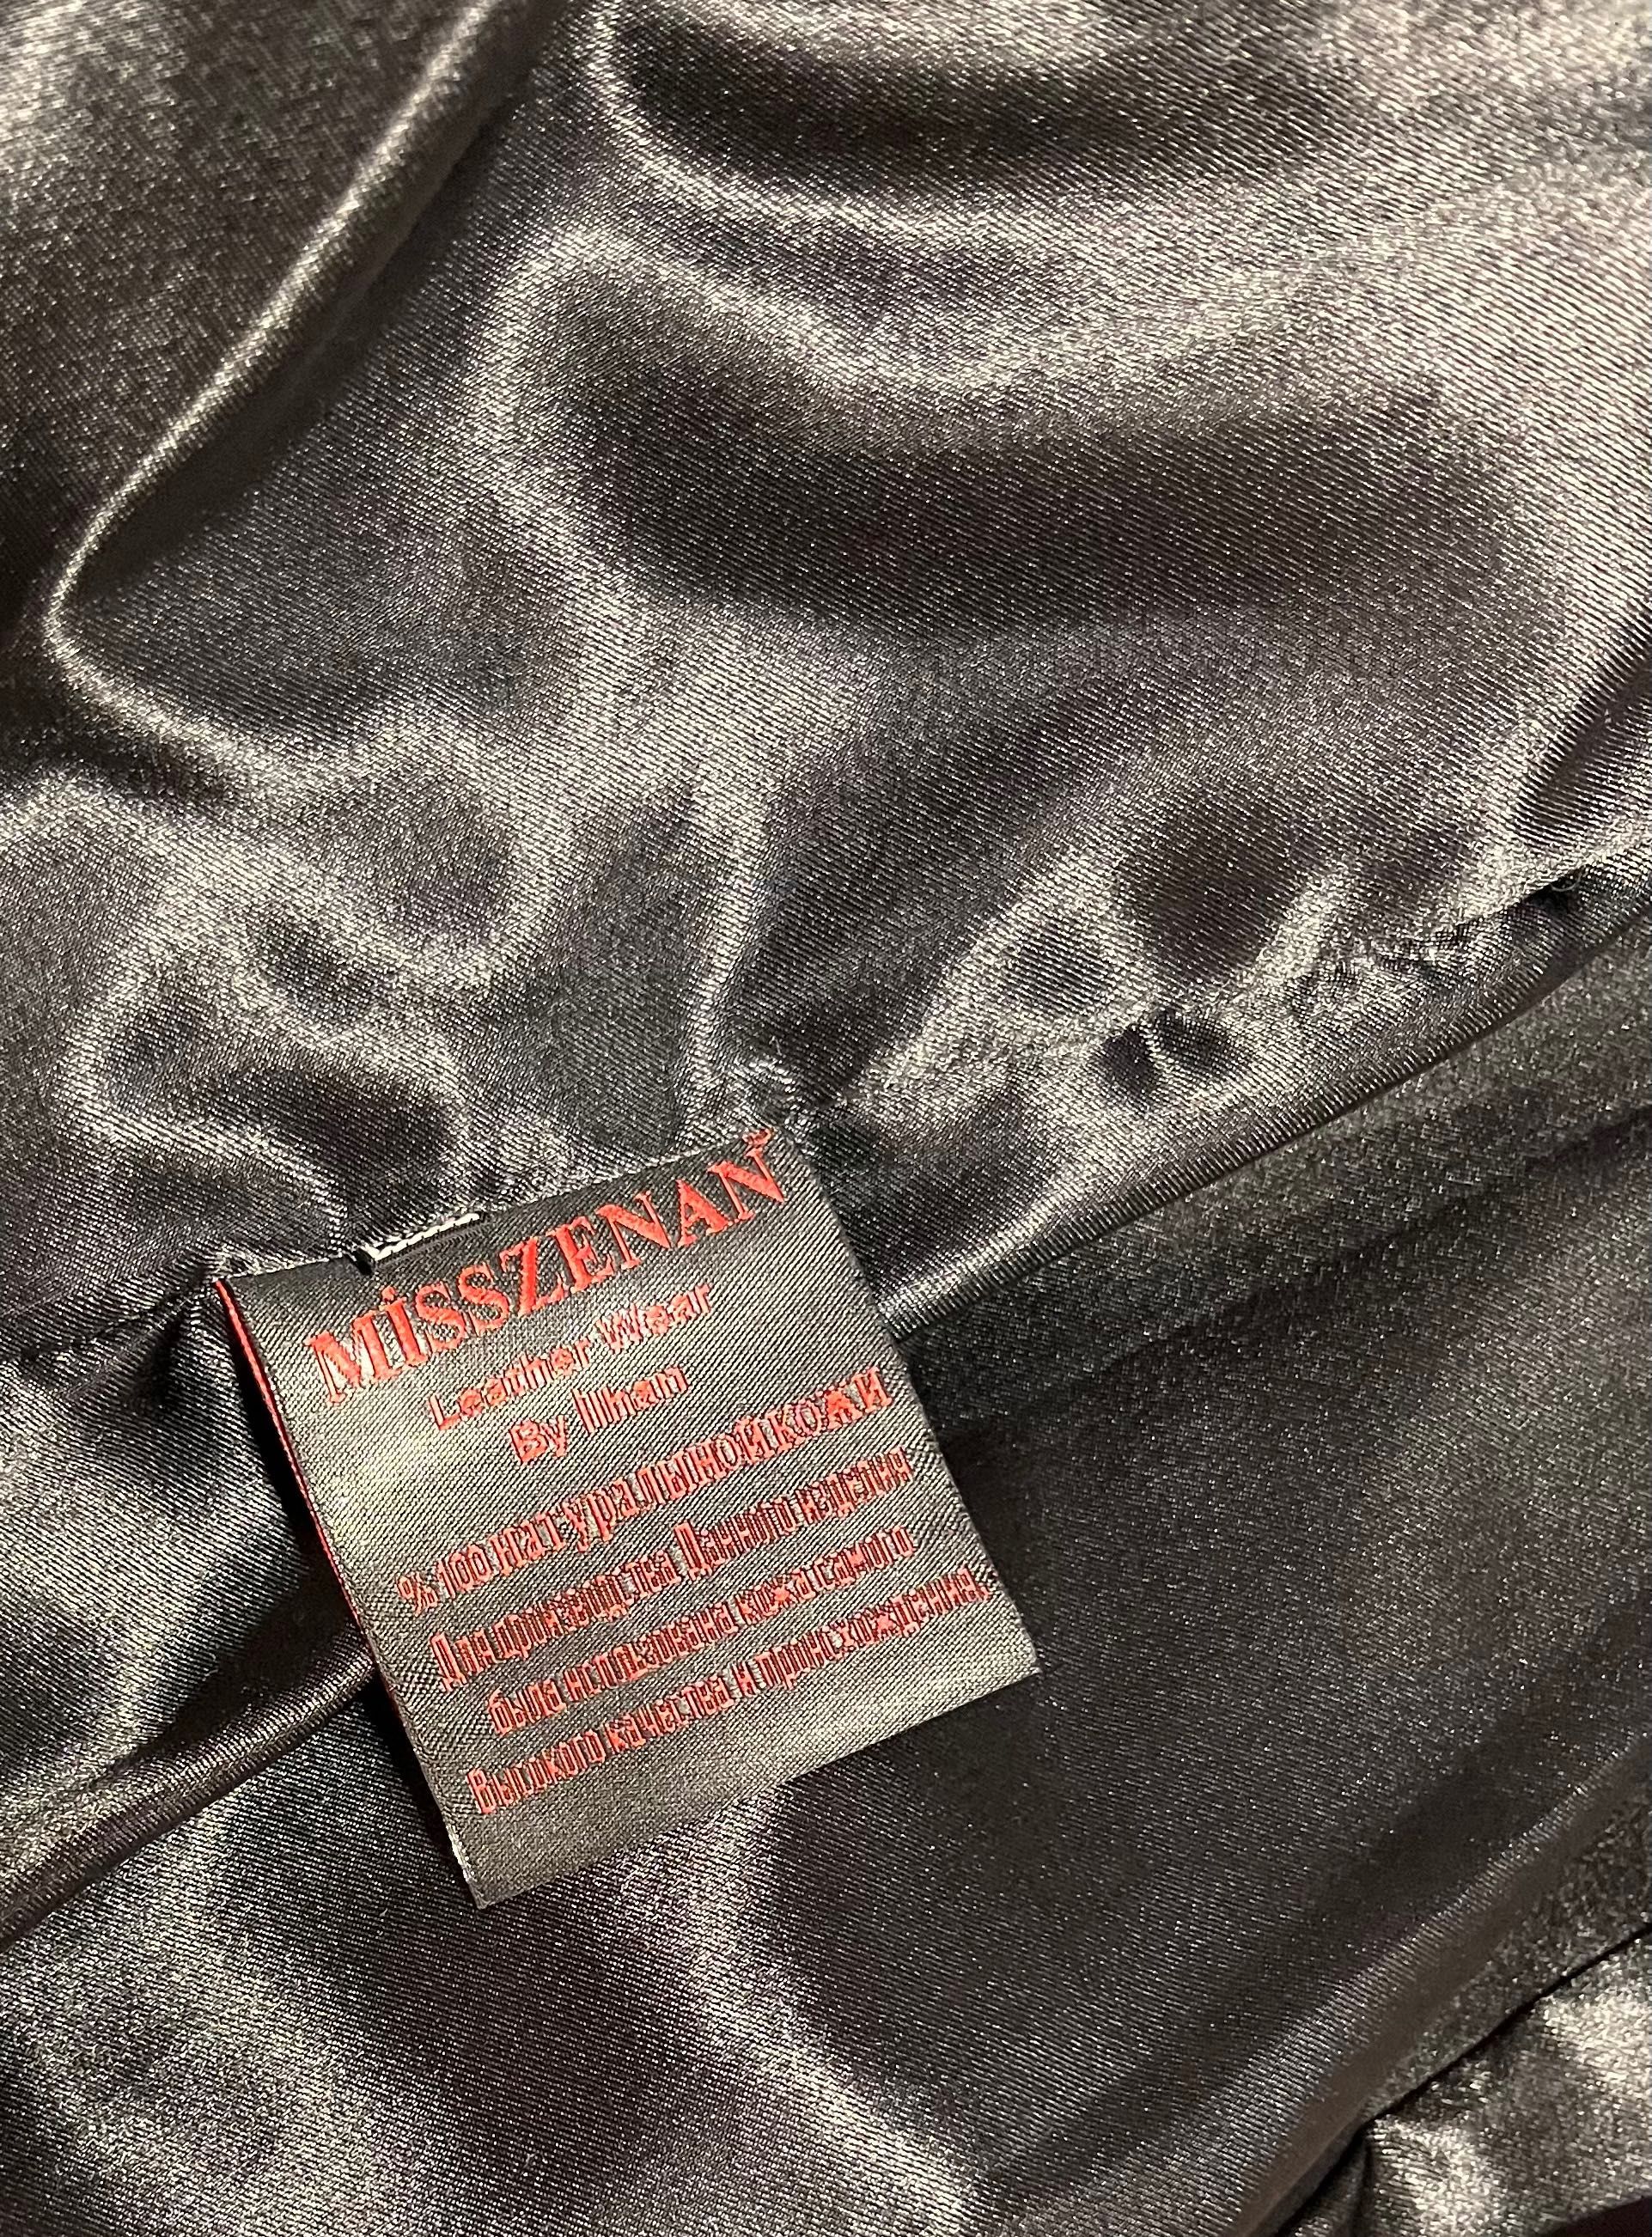 MİSSZENAN
Leather Wear
By İlham
% 100 натуральной кожи
Для производства Данного изделия
была использована кожа самого
Высокого качества и происхождения